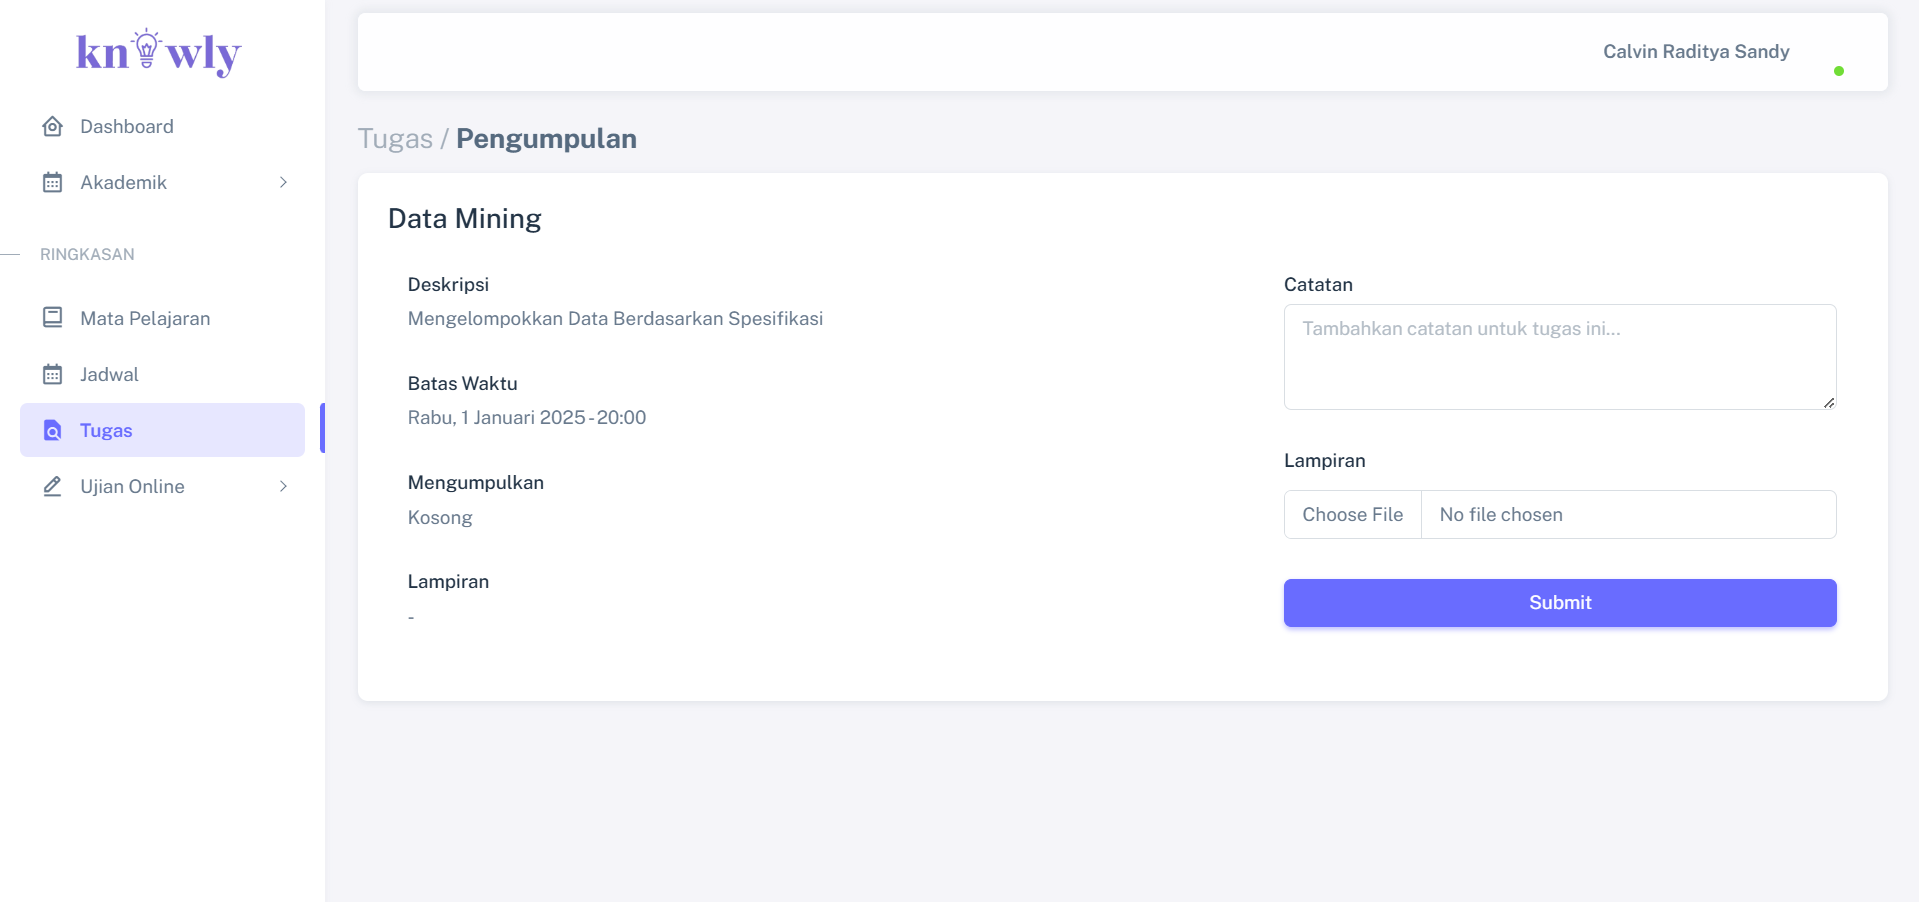 knowly
Calvin Raditya Sandy
Dashboard
Akademik
RINGKASAN
Mata Pelajaran
Jadwal
Tugas
Ujian Online
Tugas / Pengumpulan
Data Mining
Deskripsi
Mengelompokkan Data Berdasarkan Spesifikasi
Batas Waktu
Rabu, 1 Januari 2025 - 20:00
Mengumpulkan
Kosong
Lampiran
-
Catatan
Tambahkan catatan untuk tugas ini...
Lampiran
Choose File No file chosen
Submit